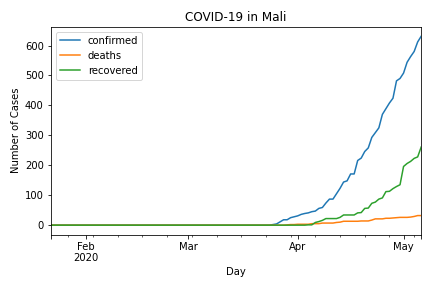 COVID-19 in Mali
confirmed
deaths
recovered
600
500
400
300
200
100
0
Number of Cases
Feb
2020
Mar
Apr
May
Day